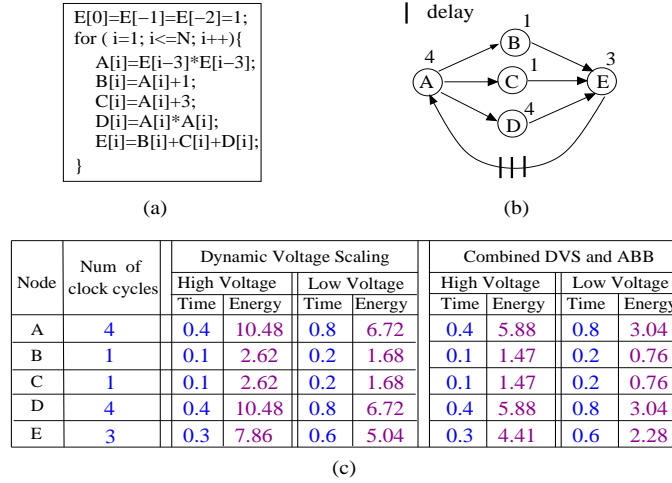 E[0]=E[-1]=E[-2]=1;
for ( i=1; i<=N; i++){
A[i]=E[i-3]*E[i-3];
B[i]=A[i]+1;
C[i]=A[i]+3;
D[i]=A[i]*A[i];
E[i]=B[i]+C[i]+D[i];
}
(a)
delay
1
B
4
1
3
A
C
E
4
D
(b)
Dynamic Voltage Scaling Combined DVS and ABB
Node Num of clock cycles High Voltage Low Voltage High Voltage Low Voltage
Time Energy Time Energy Time Energy Time Energy
A 4 0.4 10.48 0.8 6.72 0.4 5.88 0.8 3.04
B 1 0.1 2.62 0.2 1.68 0.1 1.47 0.2 0.76
C 1 0.1 2.62 0.2 1.68 0.1 1.47 0.2 0.76
D 4 0.4 10.48 0.8 6.72 0.4 5.88 0.8 3.04
E 3 0.3 7.86 0.6 5.04 0.3 4.41 0.6 2.28
(c)